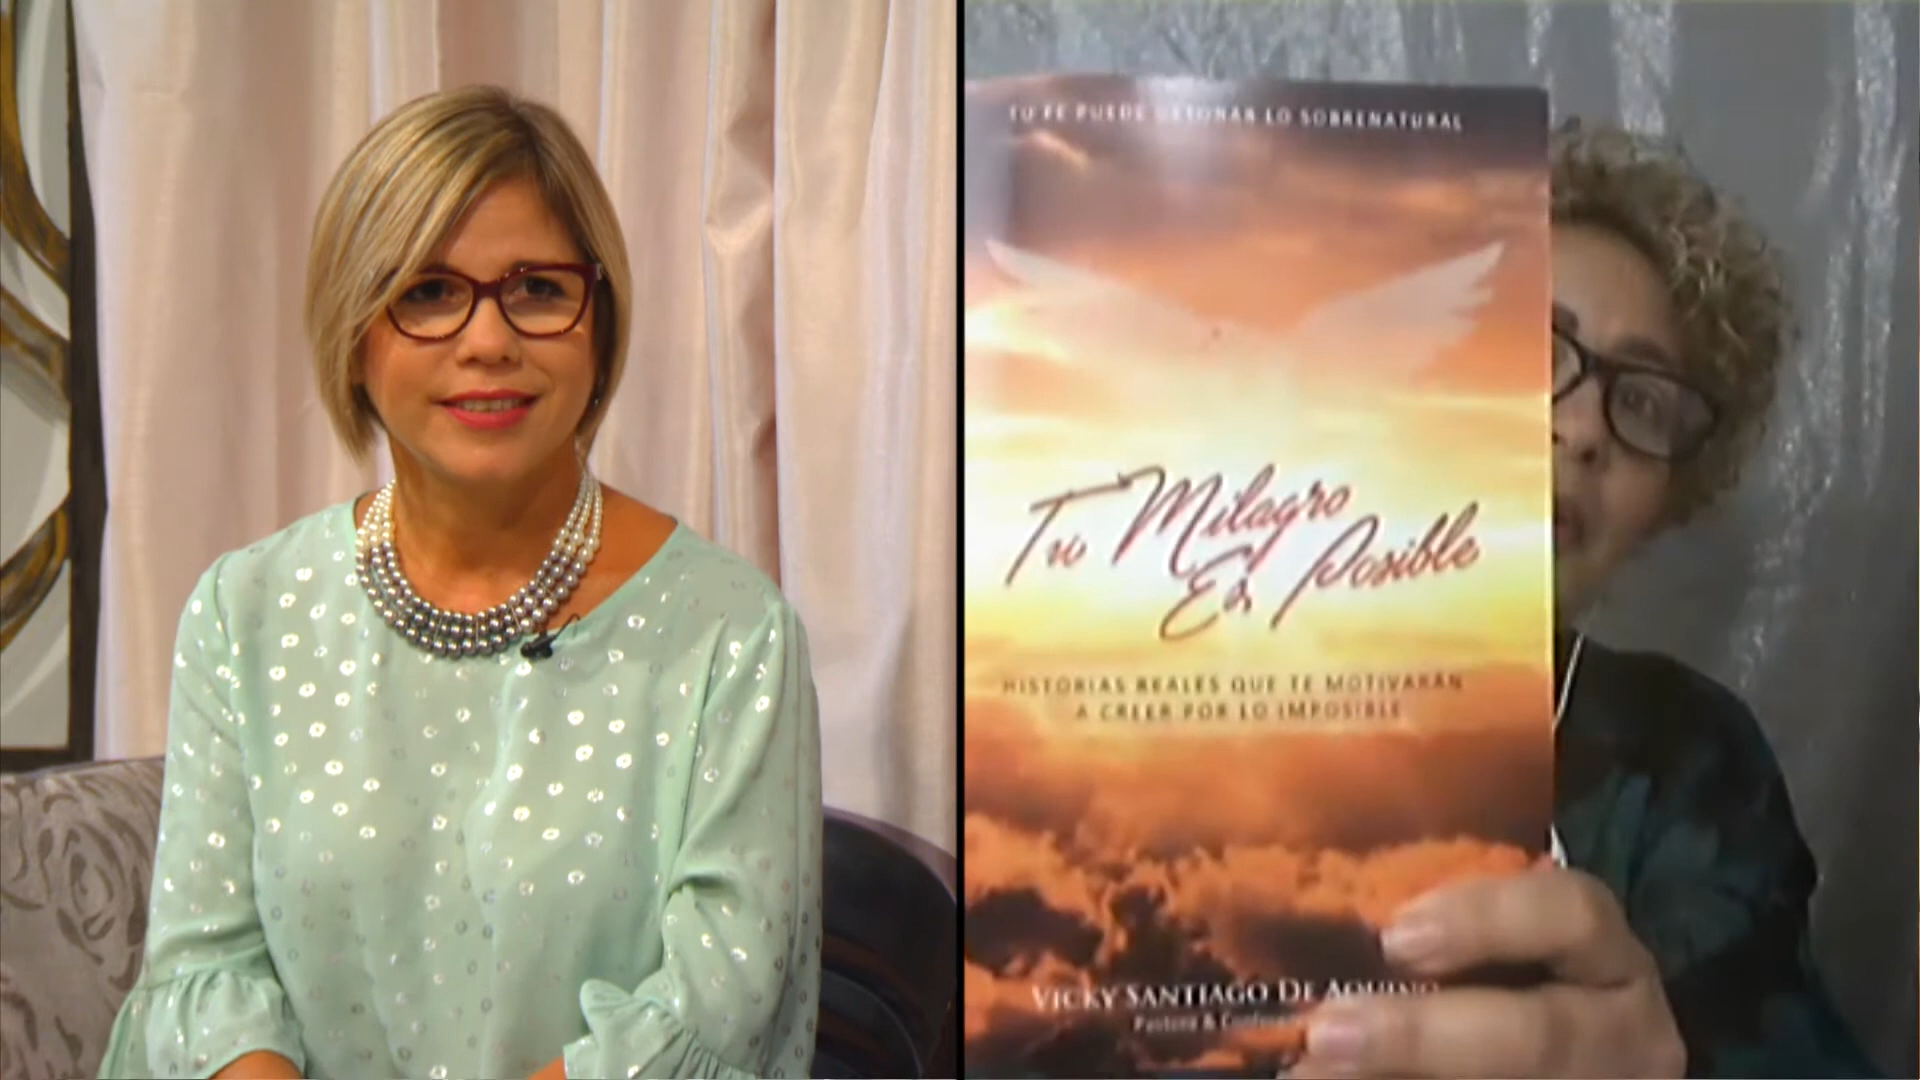 TU FE PUEDE DETONAR LO SOBRENATURAL
Tu Milagro
Es Posible
HISTORIAS REALES QUE TE MOTIVARÁN
A CREER POR LO IMPOSIBLE
VICKY SANTIAGO DE AQUINO
Pastora &